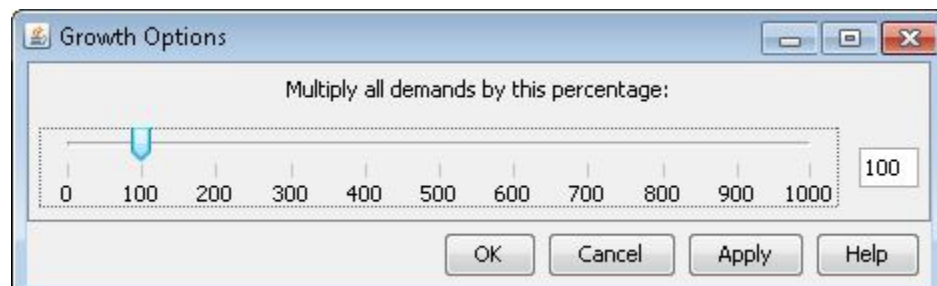 Growth Options
Multiply all demands by this percentage:
0 100 200 300 400 500 600 700 800 900 1000
100
OK Cancel Apply Help